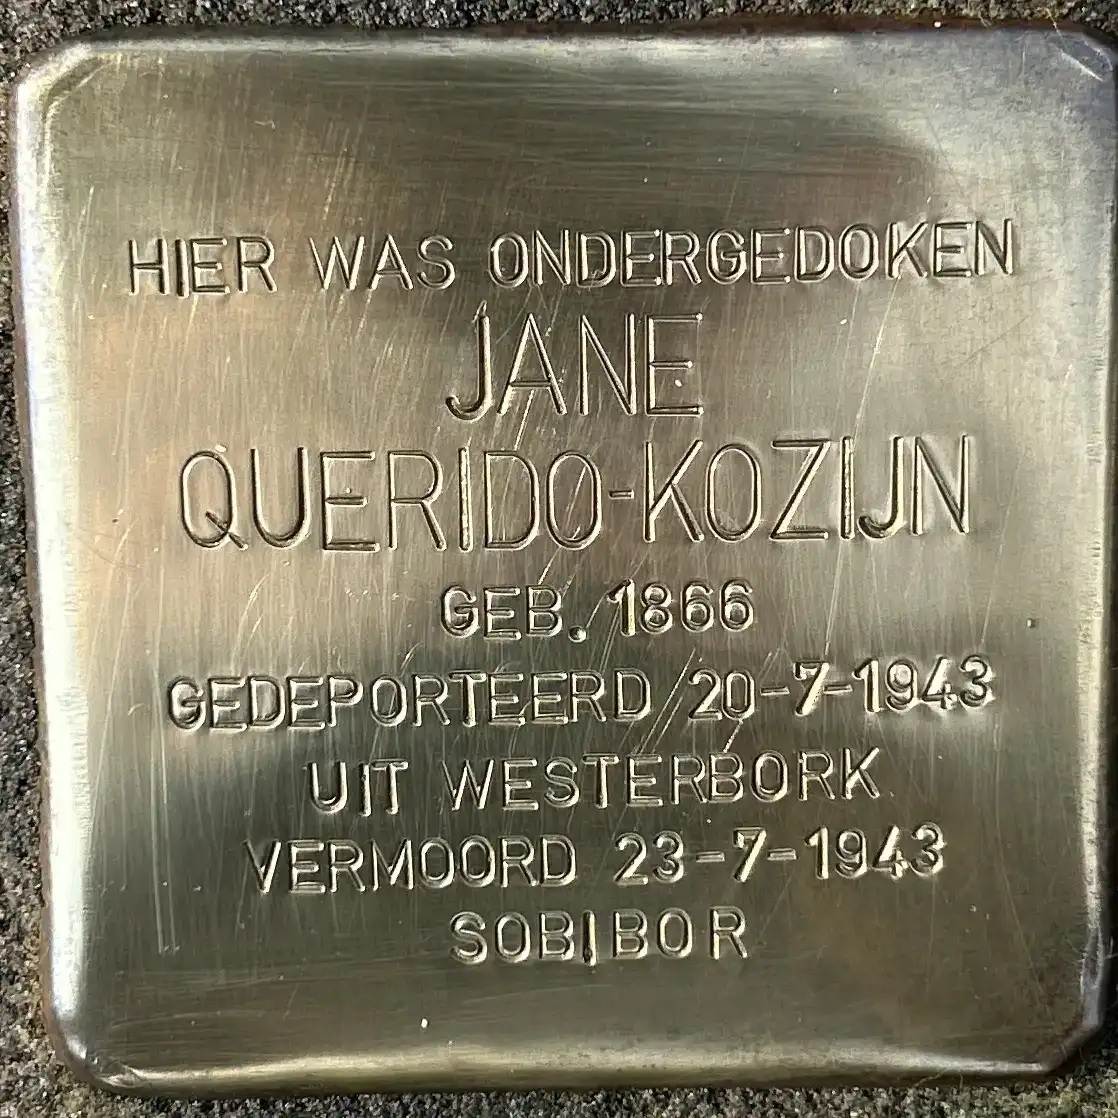 HIER WAS ONDERGEDOKEN
JANE
QUERIDO-KOZIJN
GEB. 1866
GEDEPORTEERD 20-7-1943
UIT WESTERBORK
VERMOORD 23-7-1943
SOBIBOR